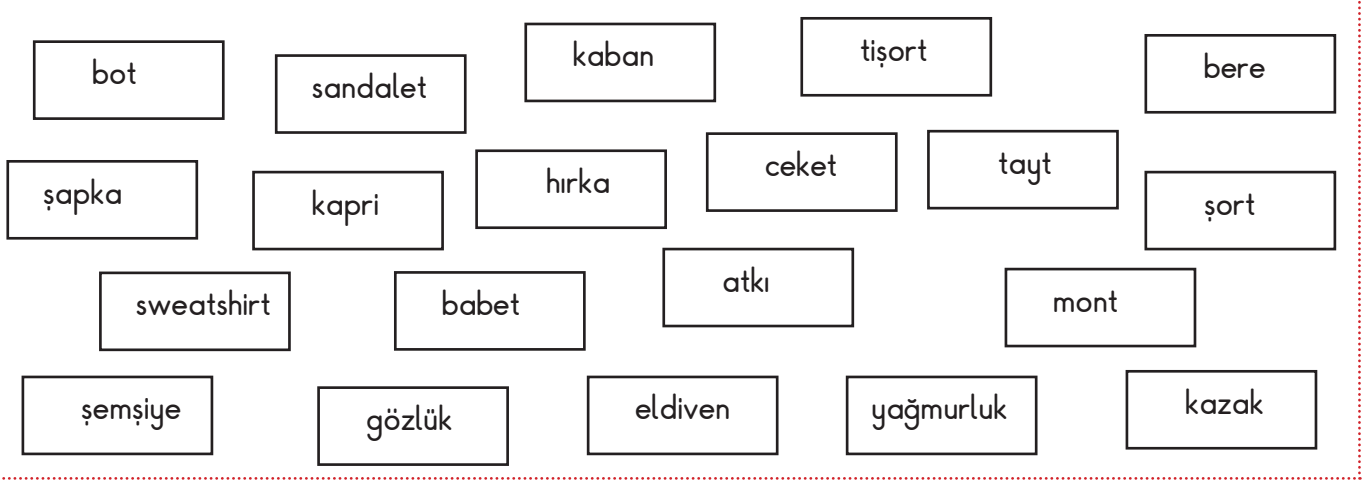 bot
sandalet
kaban
tişort
bere
şapka
kapri
hırka
ceket
tayt
şort
sweatshirt
babet
atkı
mont
şemşiye
gözlük
eldiven
yağmurluk
kazak